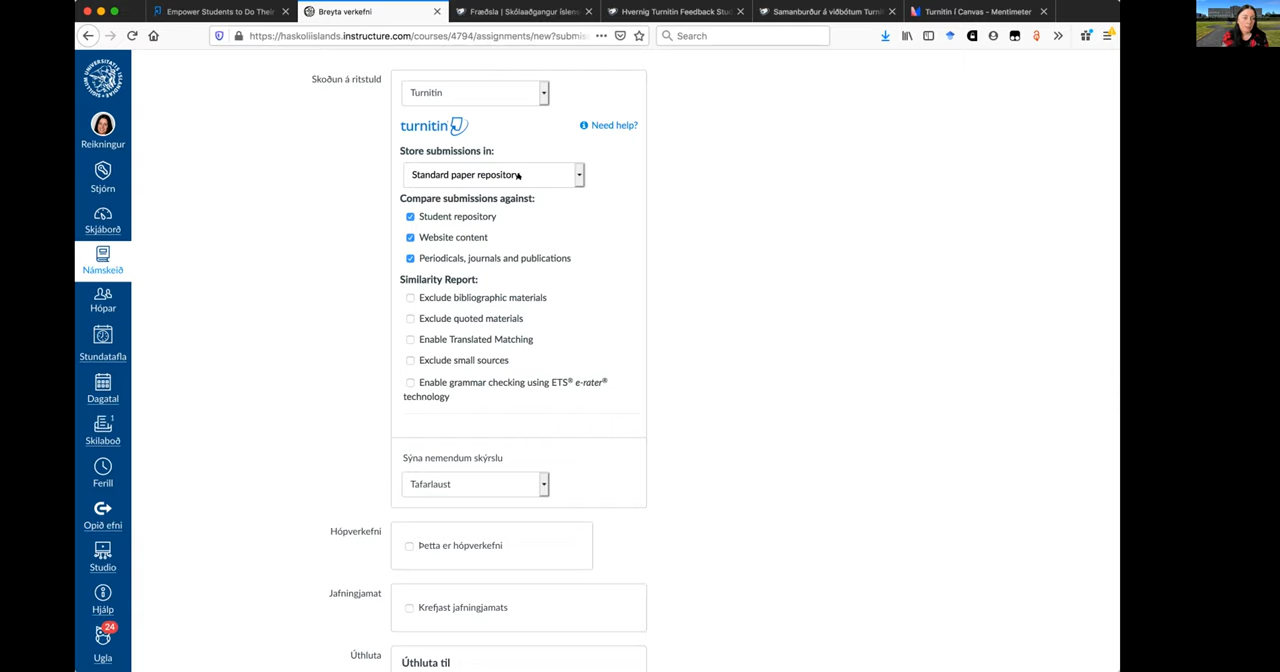 Empower Students to Do Their
Breyta verkefni
Fræðsla | Skólaaðgangur íslens
Hvernig Turnitin Feedback Stu
Samanburður á viðbótum Turni
Turnitin í Canvas - Mentimeter
https://haskoliislands.instructure.com/courses/4794/assignments/new?submis
Search
Reikningur
Stjórn
Skjáborð
Námskeið
Hópar
Stundatafla
Dagatal
1
Skilaboð
Ferill
Opið efni
Studio
Hjálp
24
Ugla
Skoðun á ritstuld
Turnitin
turnitin
Need help?
Store submissions in:
Standard paper repository
Compare submissions against:
Student repository
Website content
Periodicals, journals and publications
Similarity Report:
Exclude bibliographic materials
Exclude quoted materials
Enable Translated Matching
Exclude small sources
Enable grammar checking using ETS® e-rater®
technology
Sýna nemendum skýrslu
Tafarlaust
Hópverkefni
Þetta er hópverkefni
Jafningjamat
Krefjast jafningjamats
Úthluta
Úthluta til